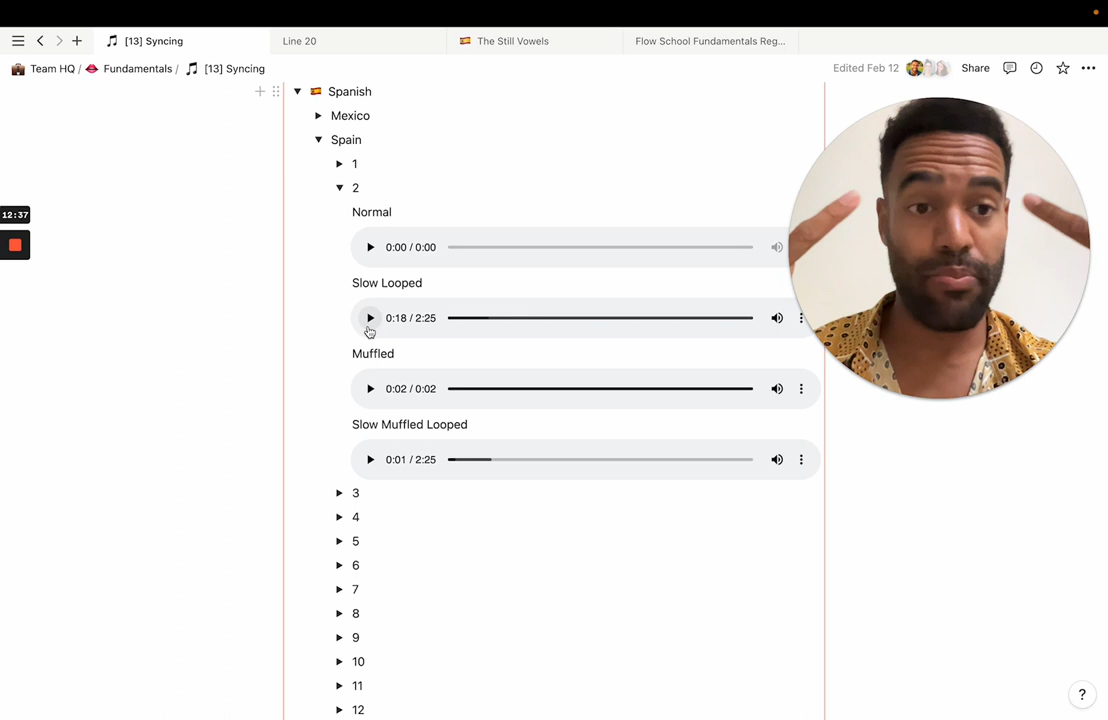 [13] Syncing
Line 20
The Still Vowels
Flow School Fundamentals Reg...
Team HQ / Fundamentals / [13] Syncing
Edited Feb 12
Share
Spanish
Mexico
Spain
1
2
12:37
Normal
0:00 / 0:00
Slow Looped
0:18 / 2:25
Muffled
0:02 / 0:02
Slow Muffled Looped
0:01 / 2:25
3
4
5
6
7
8
9
10
11
12
?